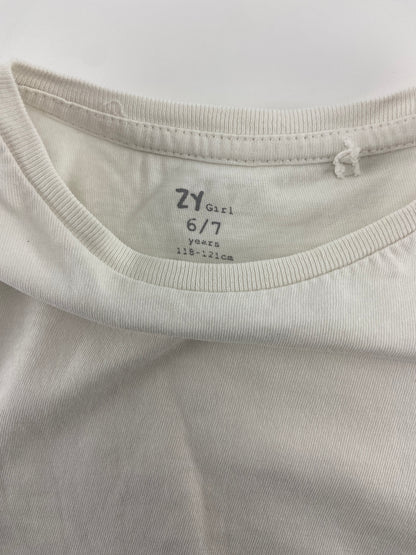 ZY Girl
6/7
years
118-121cm